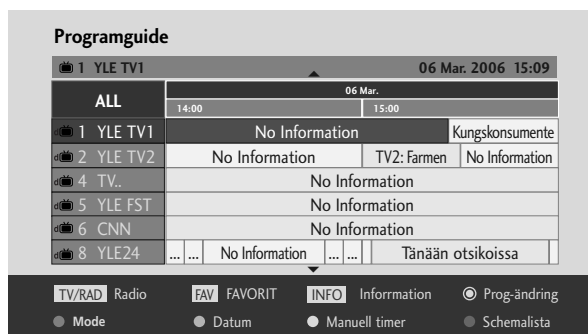 Programguide
1 YLE TV1 06 Mar. 2006 15:09
ALL 06 Mar.
14:00 15:00
1 YLE TV1 No Information Kungskonsumente
2 YLE TV2 No Information TV2: Farmen No Information
4 TV.. No Information
5 YLE FST No Information
6 CNN No Information
8 YLE24 ... ... No Information ... ... Tänään otsikoissa
TV/RAD Radio FAV FAVORIT INFO Inforrmation Prog-ändring
Mode Datum Manuell timer Schemalista